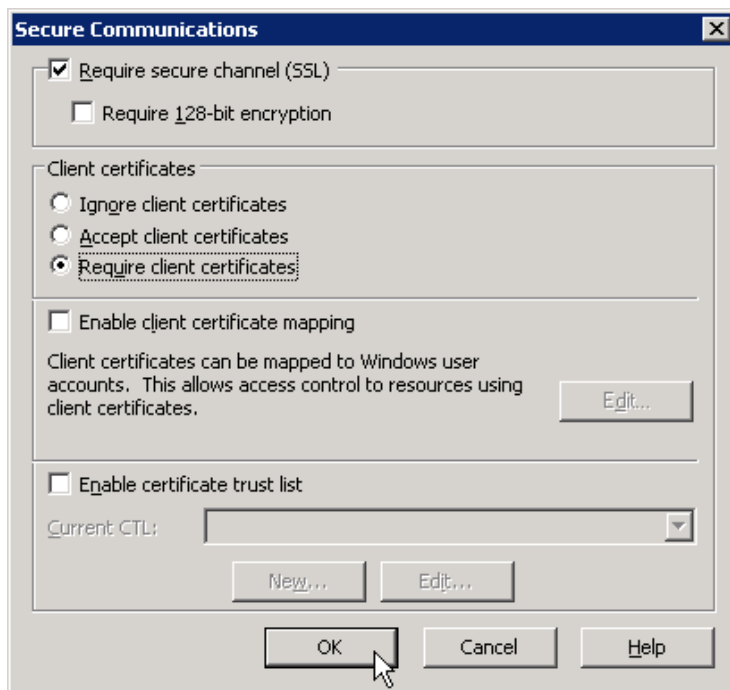 Secure Communications
Require secure channel (SSL)
Require 128-bit encryption
Client certificates
Ignore client certificates
Accept client certificates
Require client certificates
Enable client certificate mapping
Client certificates can be mapped to Windows user
accounts. This allows access control to resources using
client certificates.
Edit...
Enable certificate trust list
Current CTL:
New...
Edit...
OK
Cancel
Help